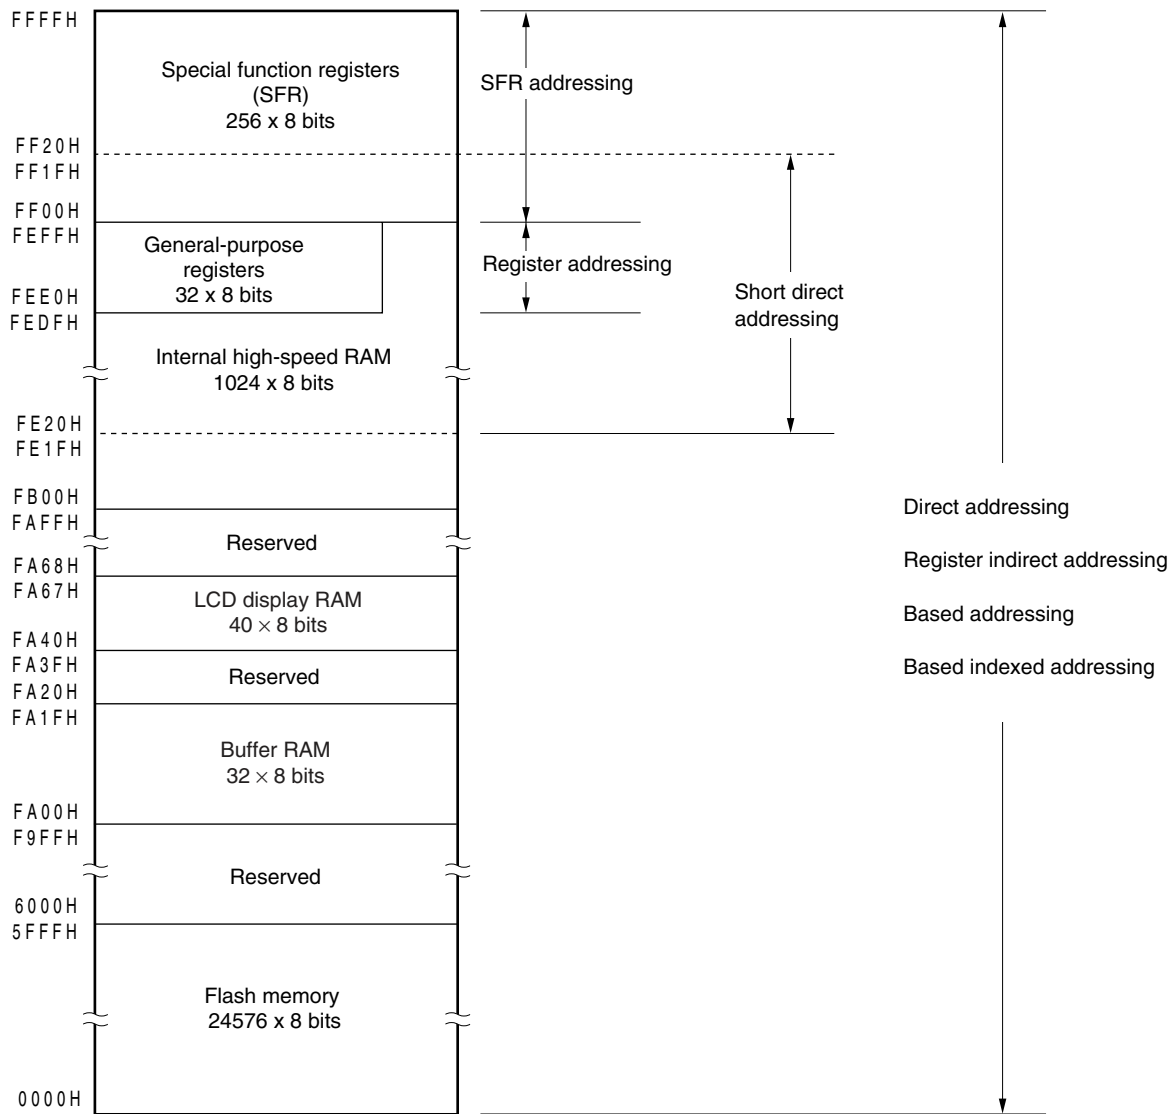 FFFFH
Special function registers
(SFR)
256 x 8 bits
SFR addressing
FF20H
FF1FH
FF00H
FEFFH
General-purpose
registers
32 x 8 bits
Register addressing
FEE0H
FEDFH
Short direct
addressing
Internal high-speed RAM
1024 x 8 bits
FE20H
FE1FH
FB00H
FAFFH
Reserved
FA68H
FA67H
LCD display RAM
40 × 8 bits
FA40H
FA3FH
Reserved
FA20H
FA1FH
Buffer RAM
32 × 8 bits
FA00H
F9FFH
Reserved
6000H
5FFFH
Flash memory
24576 x 8 bits
0000H
Direct addressing
Register indirect addressing
Based addressing
Based indexed addressing